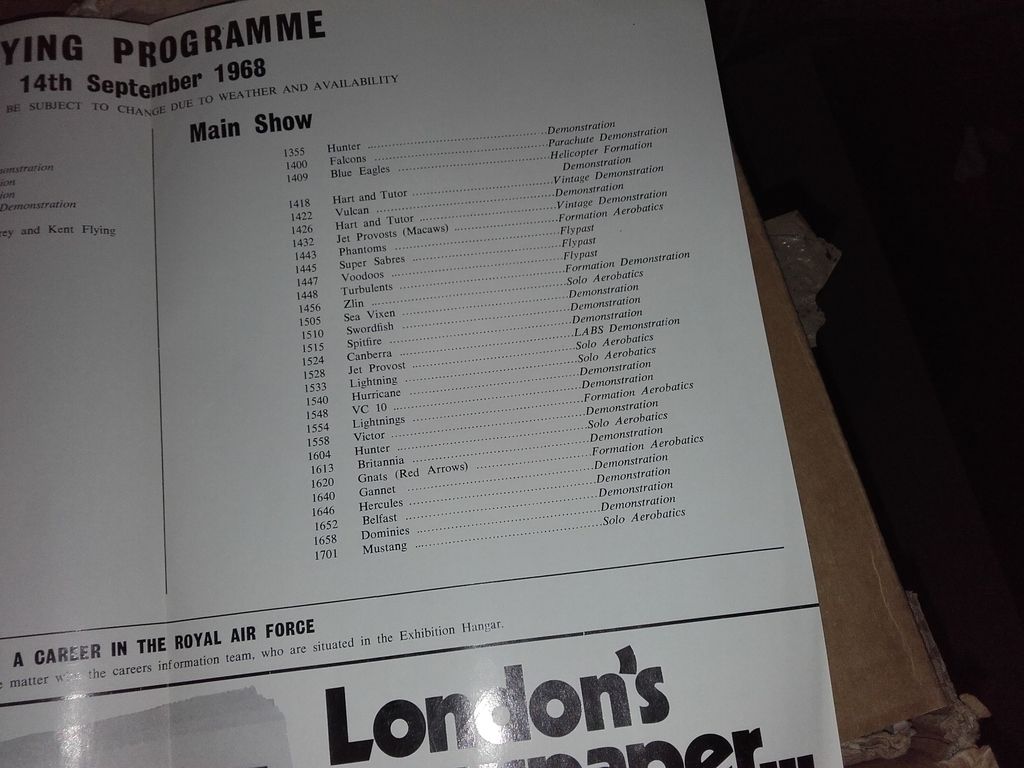 YING PROGRAMME
14th September 1968
BE SUBJECT TO CHANGE DUE TO WEATHER AND AVAILABILITY
onstration
ion
ion
Demonstration
rey and Kent Flying
Main Show
1355 Hunter ... Demonstration
1400 Falcons ... Parachute Demonstration
1409 Blue Eagles ... Helicopter Formation
Demonstration
1418 Hart and Tutor ... Vintage Demonstration
1422 Vulcan ... Demonstration
1426 Hart and Tutor ... Vintage Demonstration
1432 Jet Provosts (Macaws) ... Formation Aerobatics
1443 Phantoms ... Flypast
1445 Super Sabres ... Flypast
1447 Voodoos ... Flypast
1448 Turbulents ... Formation Demonstration
1456 Zlin ... Solo Aerobatics
1505 Sea Vixen ... Demonstration
1510 Swordfish ... Demonstration
1515 Spitfire ... Demonstration
1524 Canberra ... LABS Demonstration
1528 Jet Provost ... Solo Aerobatics
1533 Lightning ... Solo Aerobatics
1540 Hurricane ... Demonstration
1548 VC 10 ... Demonstration
1554 Lightnings ... Formation Aerobatics
1558 Victor ... Demonstration
1604 Hunter ... Solo Aerobatics
1613 Britannia ... Demonstration
1620 Gnats (Red Arrows) ... Formation Aerobatics
1640 Gannet ... Demonstration
1646 Hercules ... Demonstration
1652 Belfast ... Demonstration
1658 Dominies ... Demonstration
1701 Mustang ... Solo Aerobatics
A CAREER IN THE ROYAL AIR FORCE
matter with the careers information team, who are situated in the Exhibition Hangar.
London's